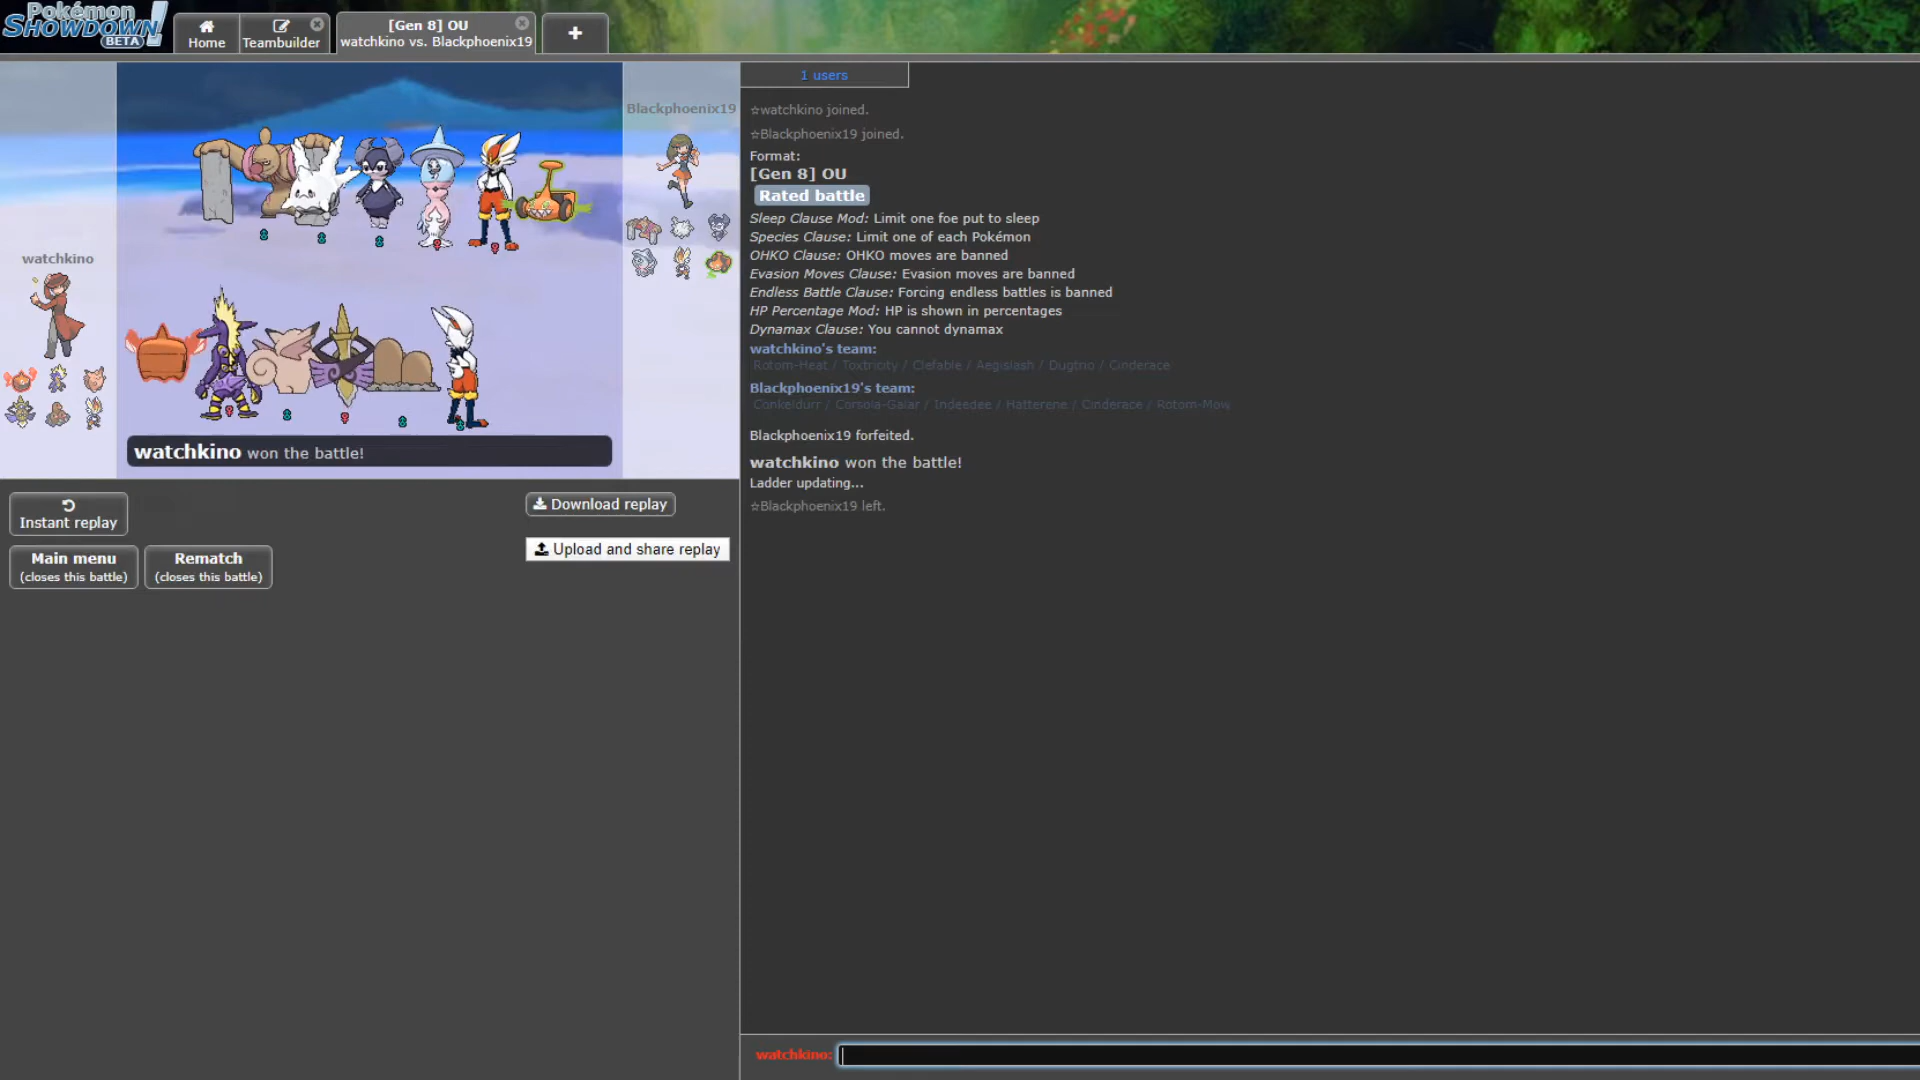 Pokémon
SHOWDOWN!
BETA
Home
Teambuilder
[Gen 8] OU
watchkino vs. Blackphoenix19
1 users
Blackphoenix19
watchkino
watchkino won the battle!
Instant replay
Download replay
Upload and share replay
Main menu
(closes this battle)
Rematch
(closes this battle)
☆watchkino joined.
☆Blackphoenix19 joined.
Format:
[Gen 8] OU
Rated battle
Sleep Clause Mod: Limit one foe put to sleep
Species Clause: Limit one of each Pokémon
OHKO Clause: OHKO moves are banned
Evasion Moves Clause: Evasion moves are banned
Endless Battle Clause: Forcing endless battles is banned
HP Percentage Mod: HP is shown in percentages
Dynamax Clause: You cannot dynamax
watchkino's team:
Rotom-Heat / Toxtricity / Clefable / Aegislash / Dugtrio / Cinderace
Blackphoenix19's team:
Conkeldurr / Corsola-Galar / Indeedee / Hatterene / Cinderace / Rotom-Mow
Blackphoenix19 forfeited.
watchkino won the battle!
Ladder updating...
☆Blackphoenix19 left.
watchkino: